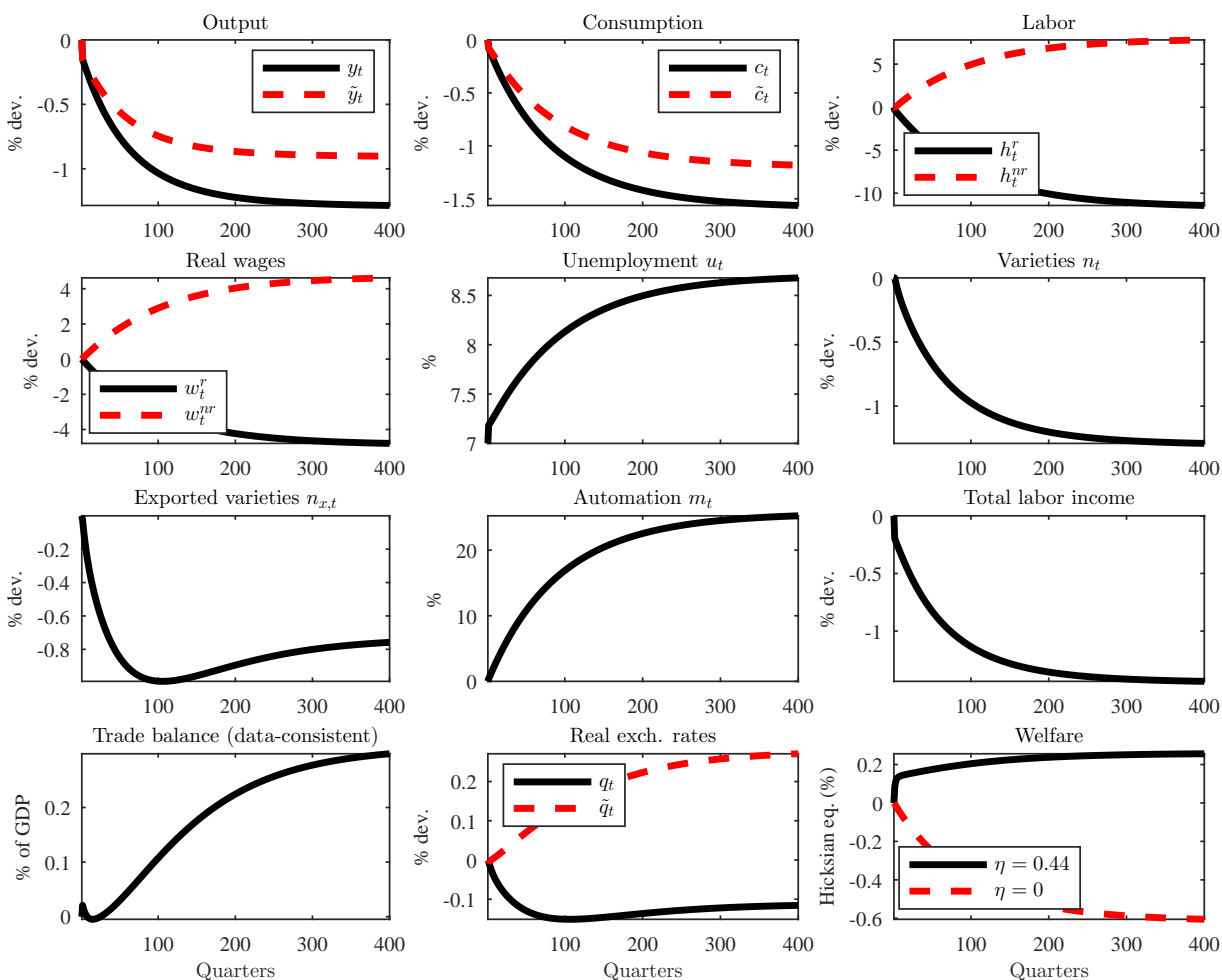 Output
% dev.
0
-0.5
-1
100 200 300 400
y_t
ỹ_t
Consumption
% dev.
0
-0.5
-1
-1.5
100 200 300 400
c_t
c̃_t
Labor
% dev.
5
0
-5
-10
100 200 300 400
h_t^r
h_t^{nr}
Real wages
% dev.
4
2
0
-2
-4
100 200 300 400
w_t^r
w_t^{nr}
Unemployment u_t
%
8.5
8
7.5
7
100 200 300 400
Varieties n_t
% dev.
0
-0.5
-1
100 200 300 400
Exported varieties n_{x,t}
% dev.
-0.2
-0.4
-0.6
-0.8
100 200 300 400
Automation m_t
%
20
10
0
100 200 300 400
Total labor income
% dev.
0
-0.5
-1
100 200 300 400
Trade balance (data-consistent)
% of GDP
0.2
0.1
0
100 200 300 400
Quarters
Real exch. rates
% dev.
0.2
0.1
0
-0.1
100 200 300 400
q_t
q̃_t
Quarters
Welfare
Hicksian eq. (%)
0.2
0
-0.2
-0.4
-0.6
100 200 300 400
η = 0.44
η = 0
Quarters